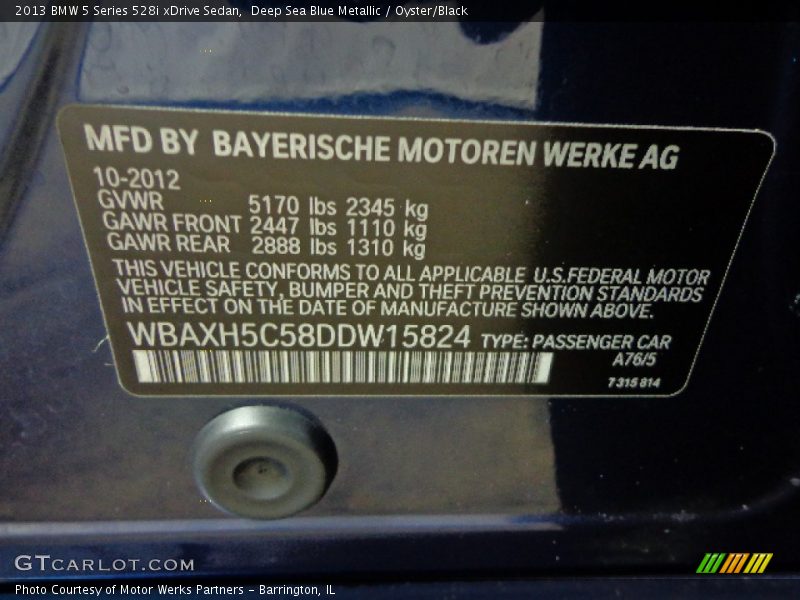 2013 BMW 5 Series 528i xDrive Sedan,  Deep Sea Blue Metallic / Oyster/Black
MFD BY BAYERISCHE MOTOREN WERKE AG
10-2012
GVWR 5170 lbs 2345 kg
GAWR FRONT 2447 lbs 1110 kg
GAWR REAR 2888 lbs 1310 kg
THIS VEHICLE CONFORMS TO ALL APPLICABLE U.S.FEDERAL MOTOR
VEHICLE SAFETY, BUMPER AND THEFT PREVENTION STANDARDS
IN EFFECT ON THE DATE OF MANUFACTURE SHOWN ABOVE.
WBAXH5C58DDW15824 TYPE: PASSENGER CAR
A76/5
7 315 814
GTCARLOT.COM
Photo Courtesy of Motor Werks Partners - Barrington, IL